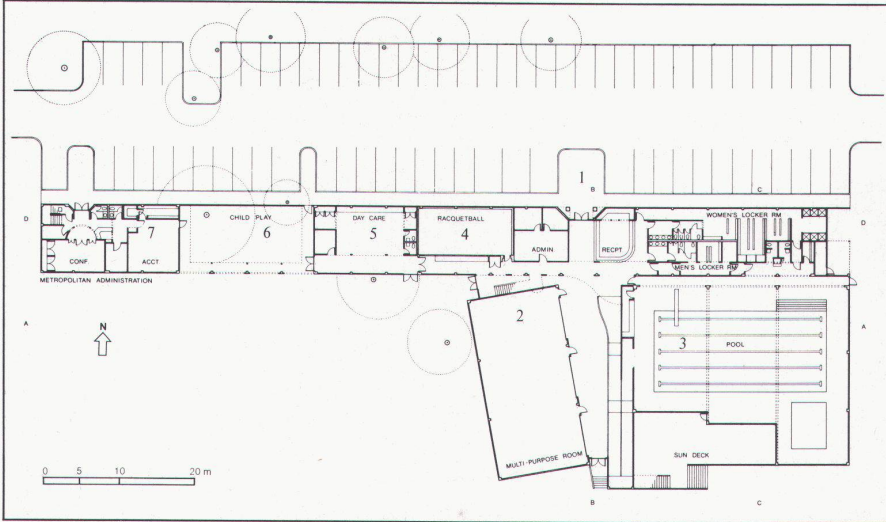 1
B
C
D
CHILD PLAY
DAY CARE
RACQUETBALL
WOMEN'S LOCKER RM
D
7
6
5
4
ADMIN.
RECPT
CONF.
ACCT
MEN'S LOCKER RM
METROPOLITAN ADMINISTRATION
2
A
N
3
POOL
A
MULTI-PURPOSE ROOM
SUN DECK
0 5 10 20 m
B
C